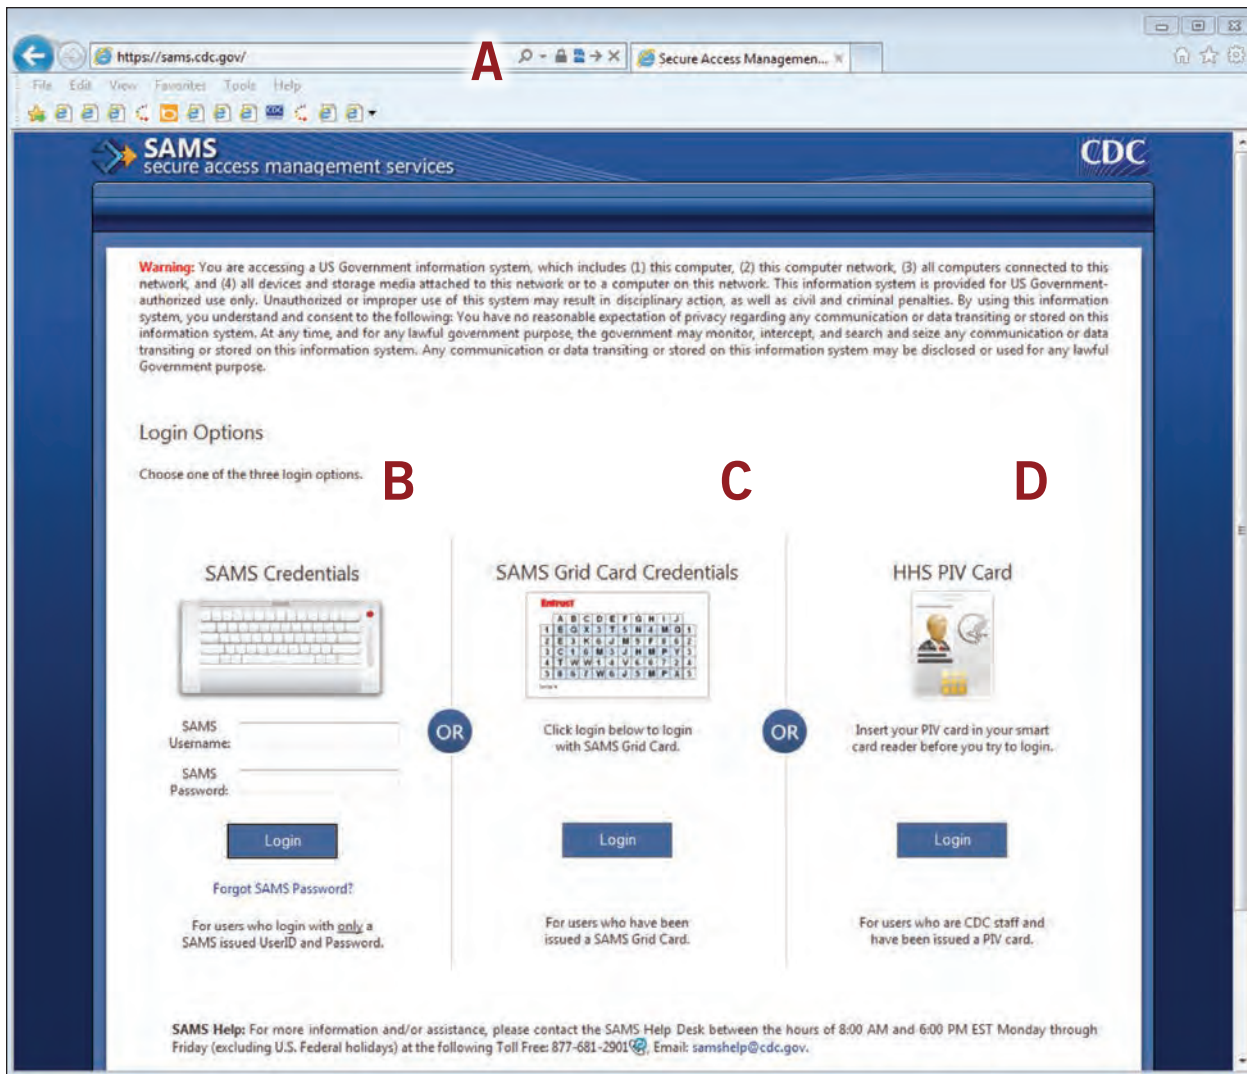 https://sams.cdc.gov/
A
Secure Access Managemen...
File Edit View Favorites Tools Help
SAMS
secure access management services
CDC
Warning: You are accessing a US Government information system, which includes (1) this computer, (2) this computer network, (3) all computers connected to this
network, and (4) all devices and storage media attached to this network or to a computer on this network. This information system is provided for US Government-
authorized use only. Unauthorized or improper use of this system may result in disciplinary action, as well as civil and criminal penalties. By using this information
system, you understand and consent to the following: You have no reasonable expectation of privacy regarding any communication or data transiting or stored on this
information system. At any time, and for any lawful government purpose, the government may monitor, intercept, and search and seize any communication or data
transiting or stored on this information system. Any communication or data transiting or stored on this information system may be disclosed or used for any lawful
Government purpose.
Login Options
Choose one of the three login options.
B
C
D
SAMS Credentials
SAMS Username:
SAMS Password:
Login
Forgot SAMS Password?
For users who login with only a
SAMS issued UserID and Password.
OR
SAMS Grid Card Credentials
Entrust
A B C D E F G H I J
Click login below to login
with SAMS Grid Card.
Login
For users who have been
issued a SAMS Grid Card.
OR
HHS PIV Card
Insert your PIV card in your smart
card reader before you try to login.
Login
For users who are CDC staff and
have been issued a PIV card.
SAMS Help: For more information and/or assistance, please contact the SAMS Help Desk between the hours of 8:00 AM and 6:00 PM EST Monday through
Friday (excluding U.S. Federal holidays) at the following Toll Free: 877-681-2901, Email: samshelp@cdc.gov.